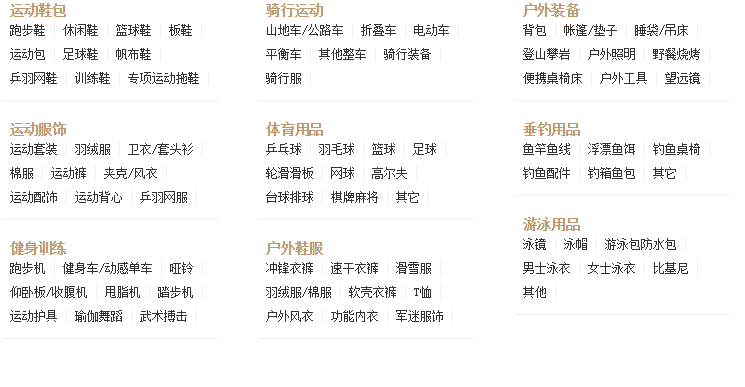 运动鞋包
跑步鞋 休闲鞋 篮球鞋 板鞋
运动包 足球鞋 帆布鞋
乒羽网鞋 训练鞋 专项运动拖鞋
运动服饰
运动套装 羽绒服 卫衣/套头衫
棉服 运动裤 夹克/风衣
运动配饰 运动背心 乒羽网服
健身训练
跑步机 健身车/动感单车 哑铃
仰卧板/收腹机 甩脂机 踏步机
运动护具 瑜伽舞蹈 武术搏击
骑行运动
山地车/公路车 折叠车 电动车
平衡车 其他整车 骑行装备
骑行服
体育用品
乒乓球 羽毛球 篮球 足球
轮滑滑板 网球 高尔夫
台球排球 棋牌麻将 其它
户外鞋服
冲锋衣裤 速干衣裤 滑雪服
羽绒服/棉服 软壳衣裤 T恤
户外风衣 功能内衣 军迷服饰
户外装备
背包 帐篷/垫子 睡袋/吊床
登山攀岩 户外照明 野餐烧烤
便携桌椅床 户外工具 望远镜
垂钓用品
鱼竿鱼线 浮漂鱼饵 钓鱼桌椅
钓鱼配件 钓箱鱼包 其它
游泳用品
泳镜 泳帽 游泳包防水包
男士泳衣 女士泳衣 比基尼
其他